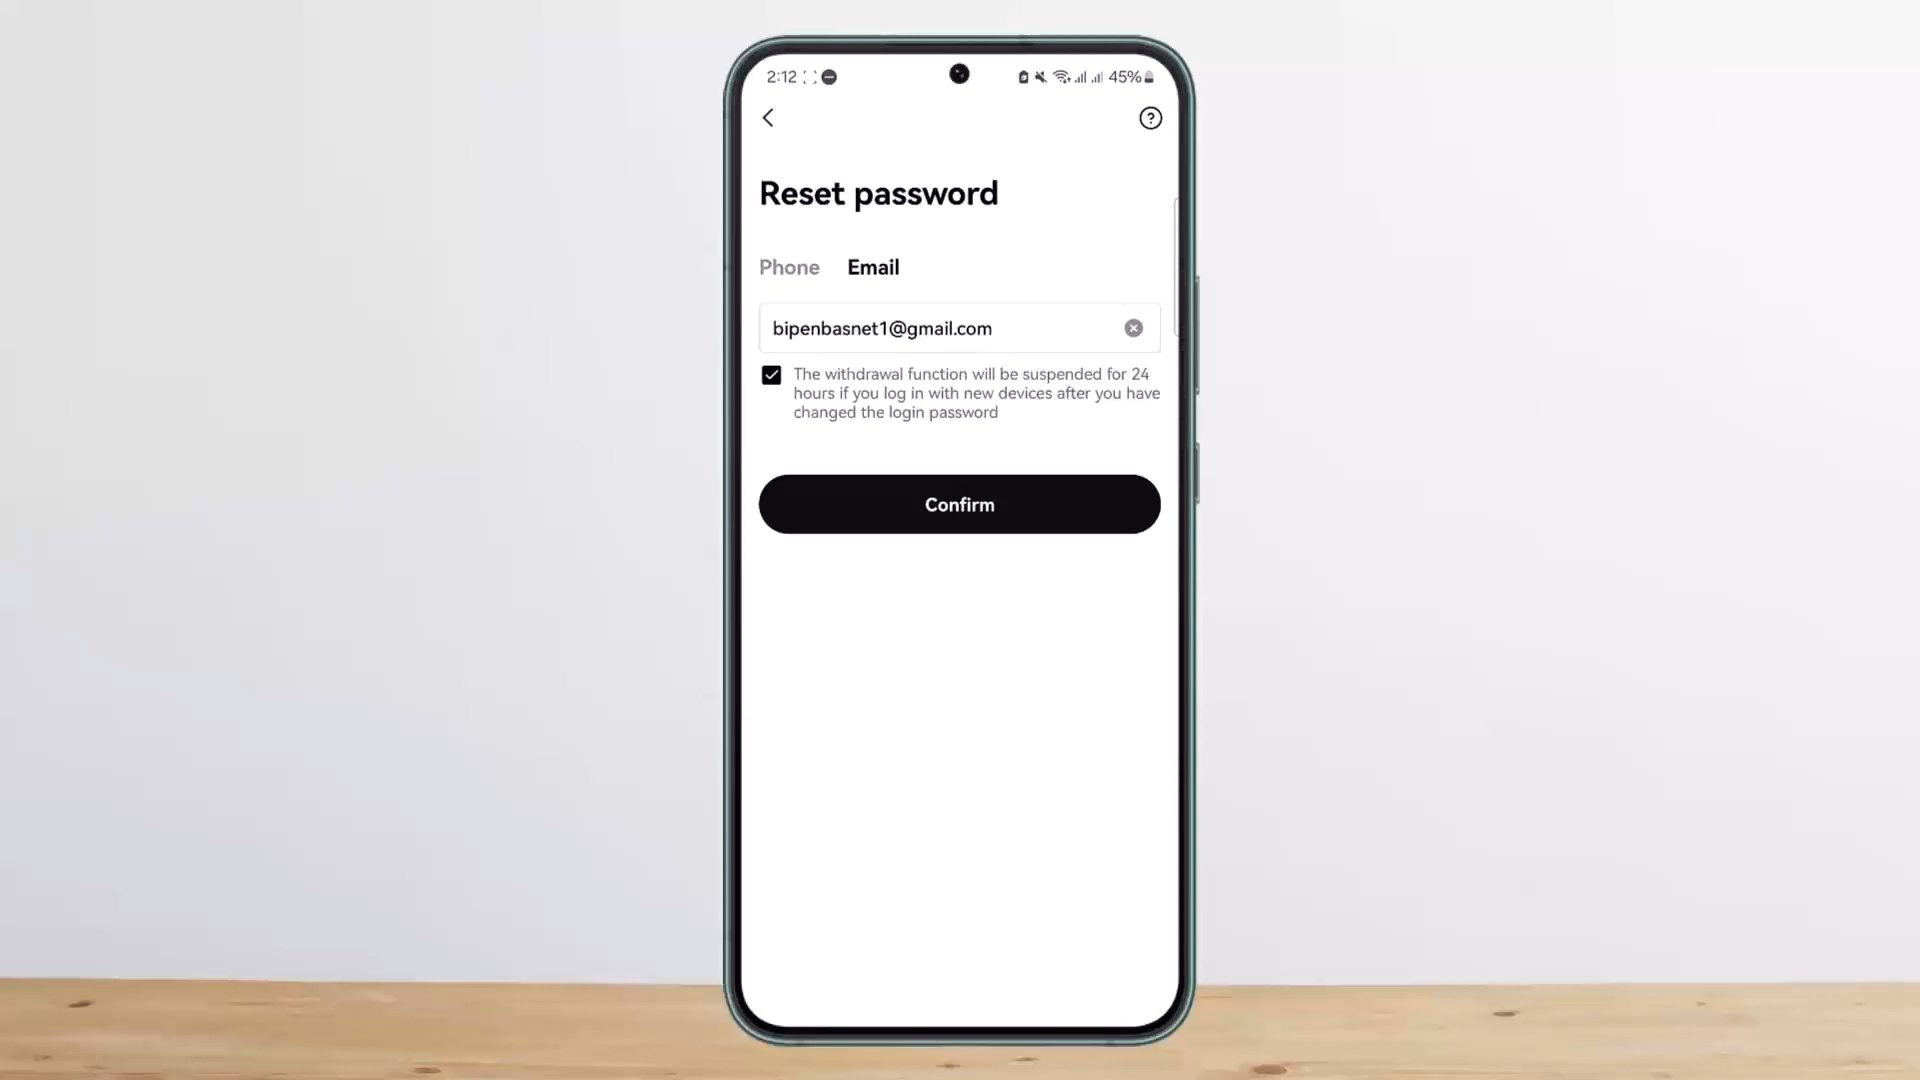 2:12 45%
Reset password
Phone Email
bipenbasnet1@gmail.com
The withdrawal function will be suspended for 24
hours if you log in with new devices after you have
changed the login password
Confirm